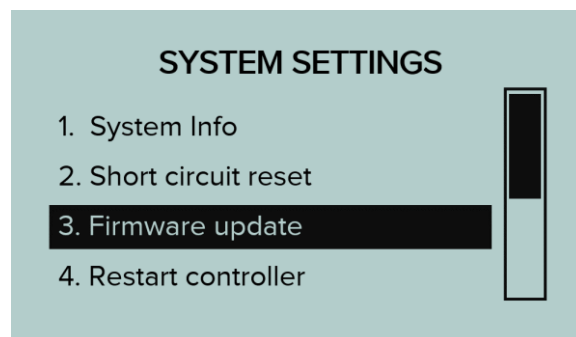 SYSTEM SETTINGS
1. System Info
2. Short circuit reset
3. Firmware update
4. Restart controller